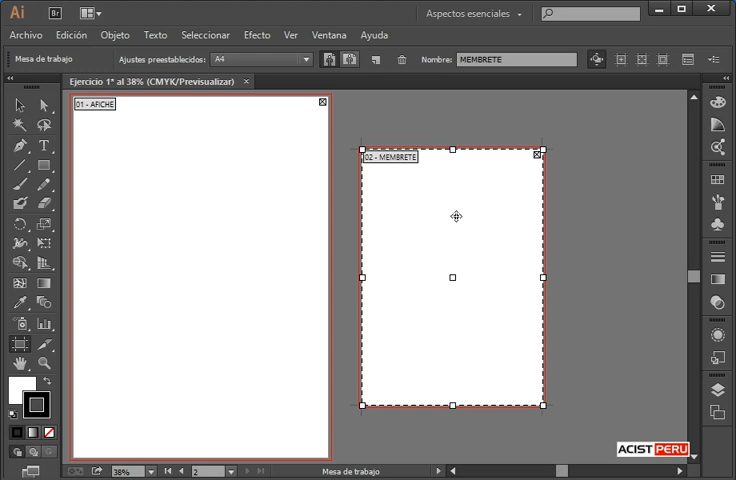 Ai Br Aspectos esenciales
Archivo Edición Objeto Texto Seleccionar Efecto Ver Ventana Ayuda
Mesa de trabajo Ajustes preestablecidos: A4 Nombre: MEMBRETE
Ejercicio 1* al 38% (CMYK/Previsualizar) ×
01 - AFICHE
02 - MEMBRETE
T
ACIST PERU
38% 2 Mesa de trabajo